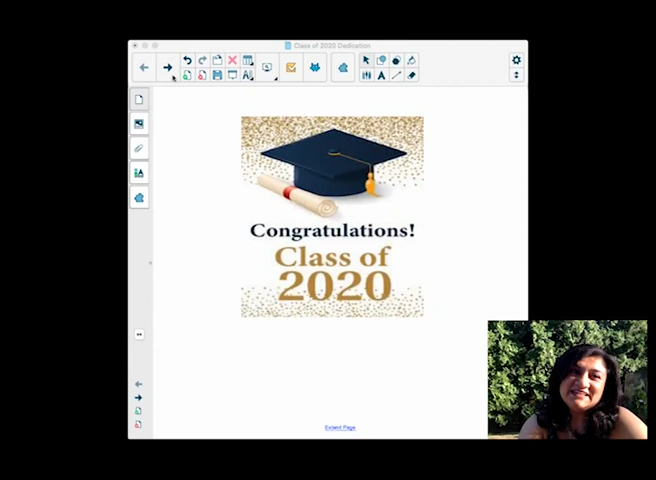 Class of 2020 Dedication
Congratulations!
Class of
2020
Extend Page